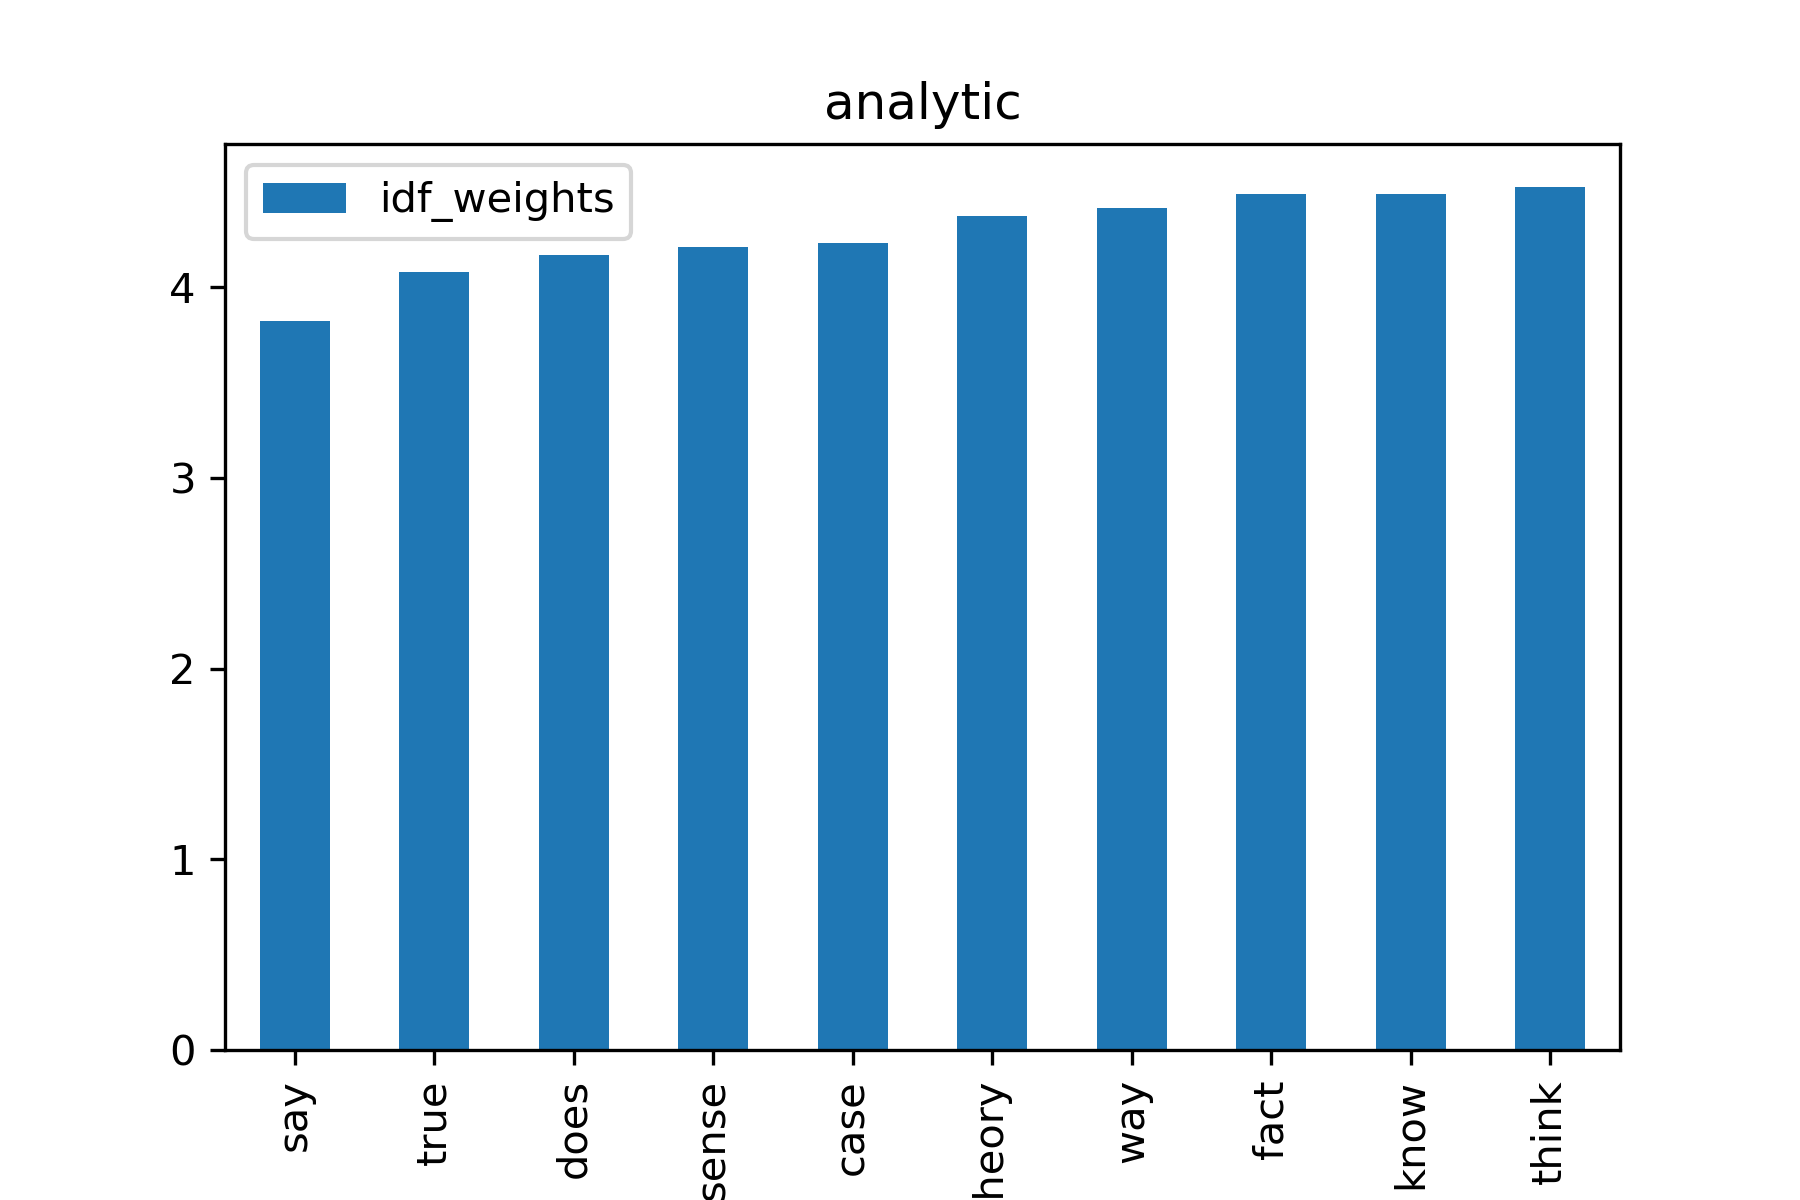 analytic
idf_weights
4
3
2
1
0
say
true
does
sense
case
heory
way
fact
know
think